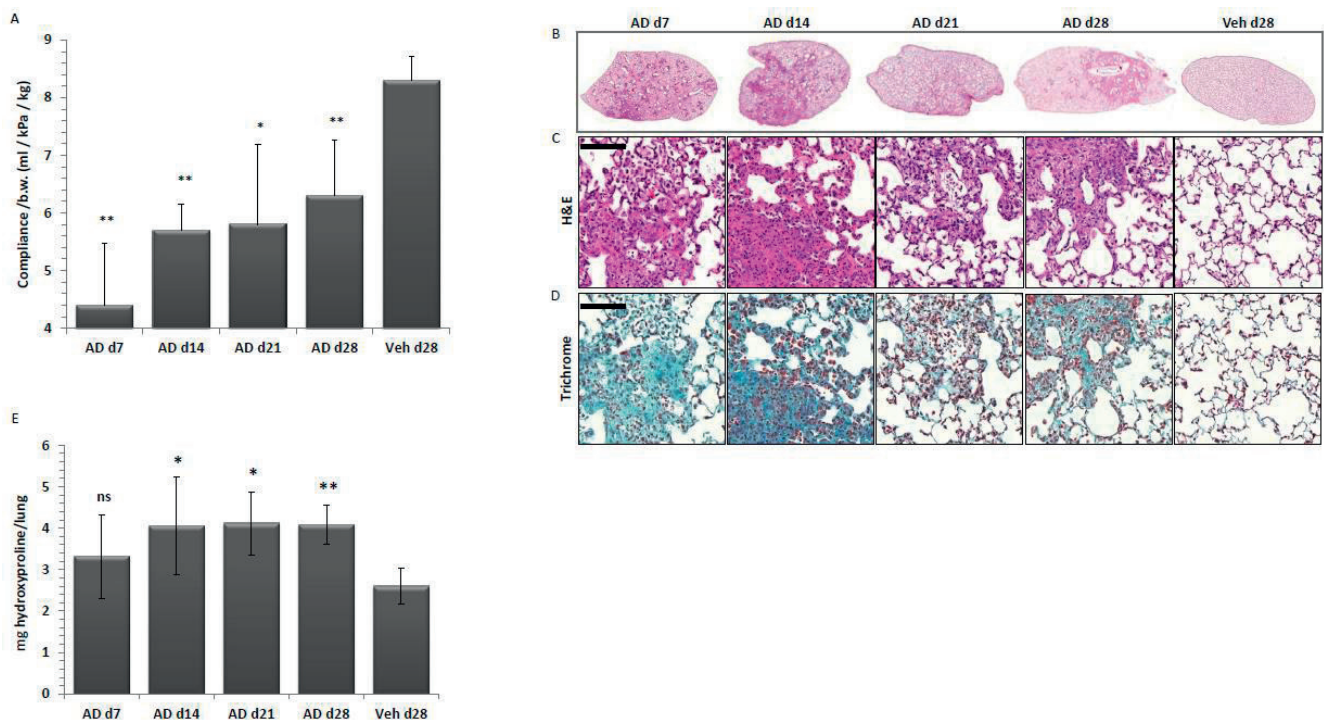 A
Compliance /b.w. (ml / kPa / kg)
9
8
7
6
5
4
**
**
*
**
AD d7 AD d14 AD d21 AD d28 Veh d28
AD d7 AD d14 AD d21 AD d28 Veh d28
B
C
H&E
D
Trichrome
E
mg hydroxyproline/lung
6
5
4
3
2
1
0
ns
*
*
**
AD d7 AD d14 AD d21 AD d28 Veh d28